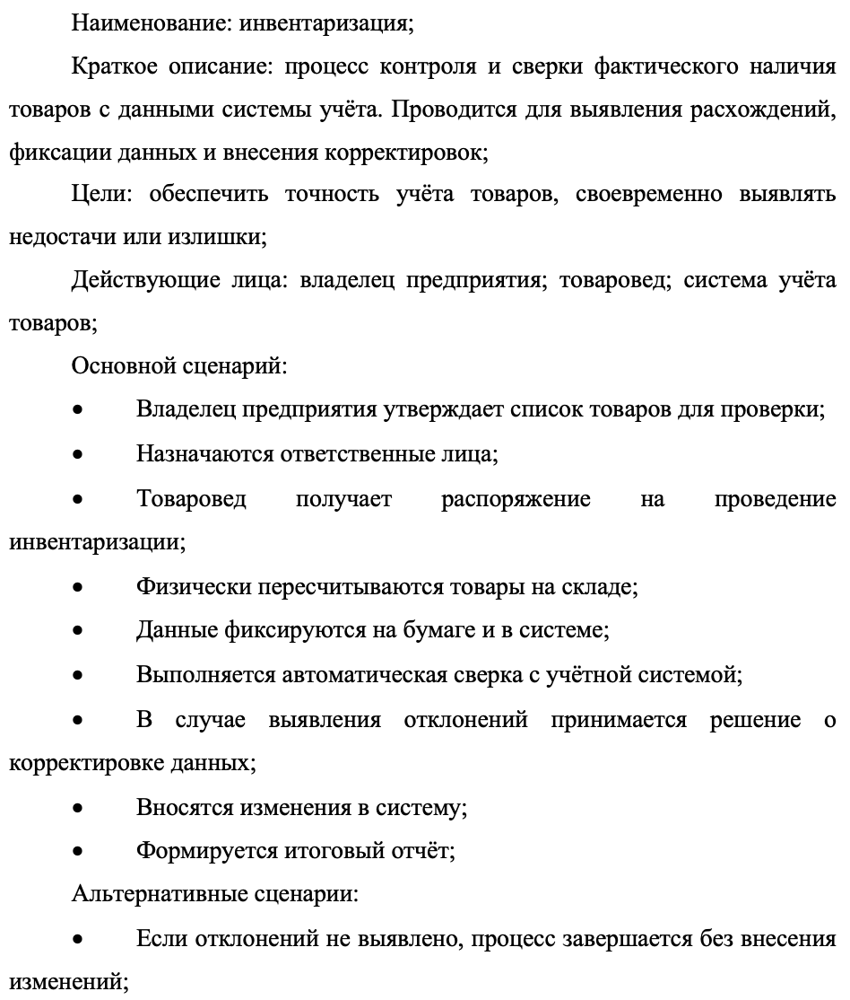 Наименование: инвентаризация;
Краткое описание: процесс контроля и сверки фактического наличия
товаров с данными системы учёта. Проводится для выявления расхождений,
фиксации данных и внесения корректировок;
Цели: обеспечить точность учёта товаров, своевременно выявлять
недостачи или излишки;
Действующие лица: владелец предприятия; товаровед; система учёта
товаров;
Основной сценарий:
• Владелец предприятия утверждает список товаров для проверки;
• Назначаются ответственные лица;
• Товаровед получает распоряжение на проведение
инвентаризации;
• Физически пересчитываются товары на складе;
• Данные фиксируются на бумаге и в системе;
• Выполняется автоматическая сверка с учётной системой;
• В случае выявления отклонений принимается решение о
корректировке данных;
• Вносятся изменения в систему;
• Формируется итоговый отчёт;
Альтернативные сценарии:
• Если отклонений не выявлено, процесс завершается без внесения
изменений;